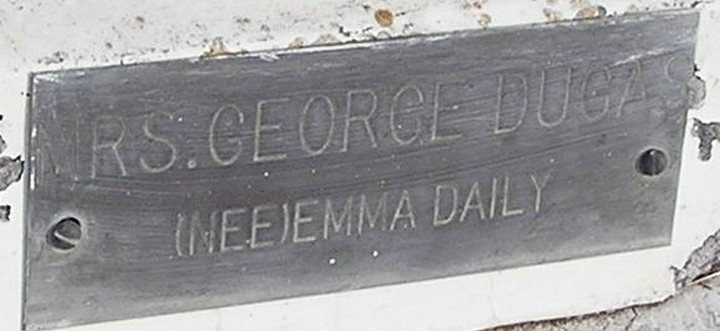 MRS. GEORGE DUGAS
(NEE) EMMA DAILY